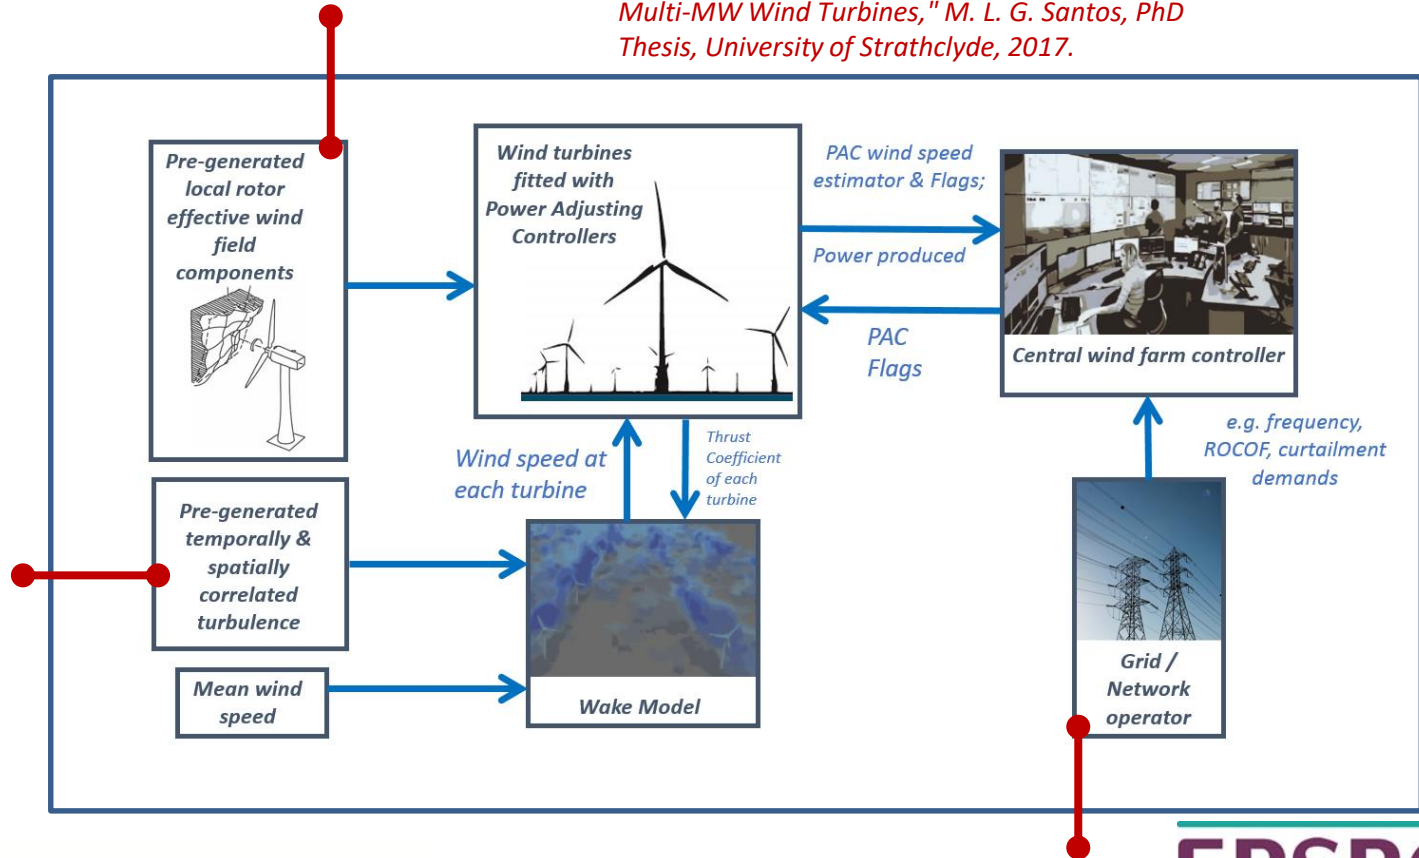 Multi-MW Wind Turbines," M. L. G. Santos, PhD
Thesis, University of Strathclyde, 2017.
Pre-generated
local rotor
effective wind
field
components
Wind turbines
fitted with
Power Adjusting
Controllers
PAC wind speed
estimator & Flags;
Power produced
PAC
Flags
Central wind farm controller
e.g. frequency,
ROCOF, curtailment
demands
Wind speed at
each turbine
Thrust
Coefficient
of each
turbine
Pre-generated
temporally &
spatially
correlated
turbulence
Mean wind
speed
Wake Model
Grid /
Network
operator